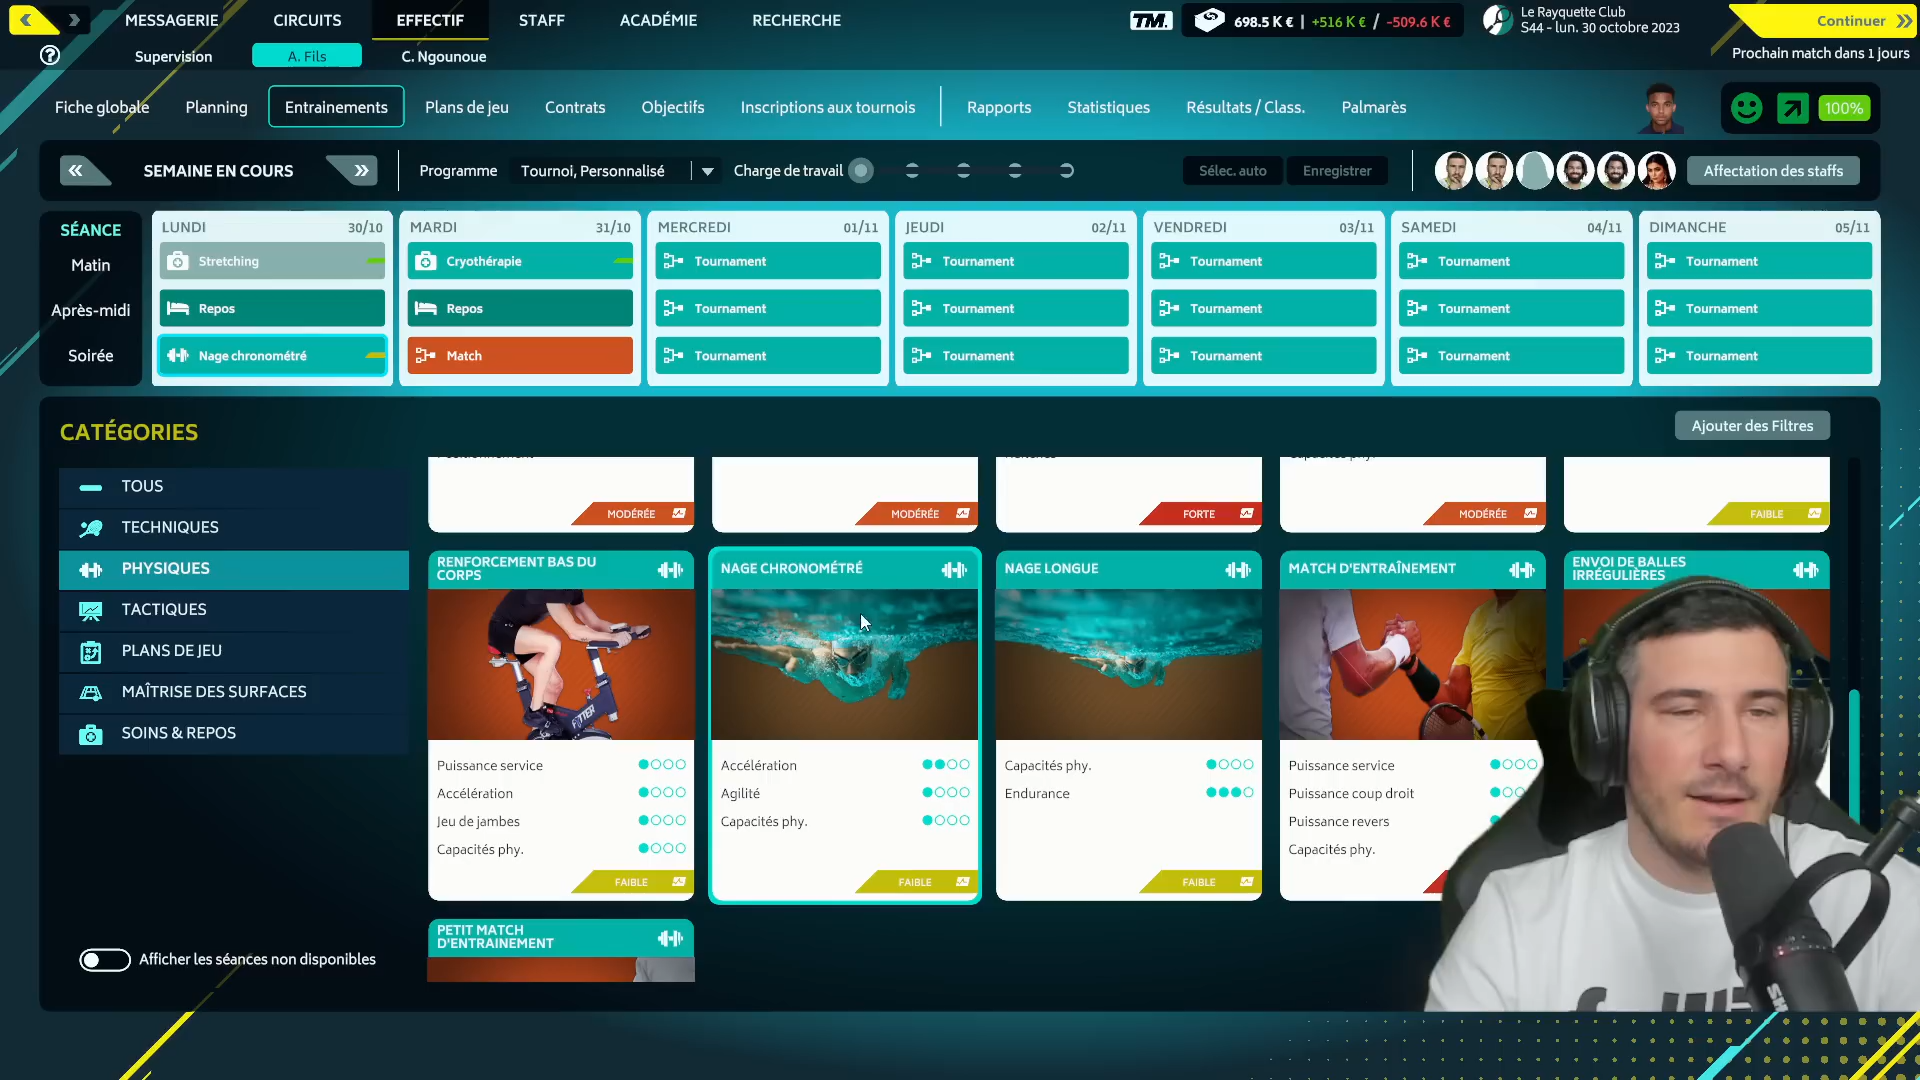 MESSAGERIE CIRCUITS EFFECTIF STAFF ACADÉMIE RECHERCHE
TM. 698.5 K € | +516 K € / -509.6 K €
Le Rayquette Club
S44 - lun. 30 octobre 2023
Continuer
Prochain match dans 1 jours
Supervision A. Fils C. Ngounoue
Fiche globale Planning Entrainements Plans de jeu Contrats Objectifs Inscriptions aux tournois Rapports Statistiques Résultats / Class. Palmarès
100%
SEMAINE EN COURS Programme Tournoi, Personnalisé Charge de travail Sélec. auto Enregistrer Affectation des staffs
SÉANCE LUNDI 30/10 MARDI 31/10 MERCREDI 01/11 JEUDI 02/11 VENDREDI 03/11 SAMEDI 04/11 DIMANCHE 05/11
Matin Stretching Cryothérapie Tournament Tournament Tournament Tournament Tournament
Après-midi Repos Repos Tournament Tournament Tournament Tournament Tournament
Soirée Nage chronométré Match Tournament Tournament Tournament Tournament Tournament
CATÉGORIES
Ajouter des Filtres
TOUS
TECHNIQUES
PHYSIQUES
TACTIQUES
PLANS DE JEU
MAÎTRISE DES SURFACES
SOINS & REPOS
Afficher les séances non disponibles
MODÉRÉE MODÉRÉE FORTE MODÉRÉE FAIBLE
RENFORCEMENT BAS DU
CORPS
Puissance service
Accélération
Jeu de jambes
Capacités phy.
FAIBLE
NAGE CHRONOMÉTRÉ
Accélération
Agilité
Capacités phy.
FAIBLE
NAGE LONGUE
Capacités phy.
Endurance
FAIBLE
MATCH D'ENTRAÎNEMENT
Puissance service
Puissance coup droit
Puissance revers
Capacités phy.
ENVOI DE BALLES
IRRÉGULIÈRES
PETIT MATCH
D'ENTRAINEMENT